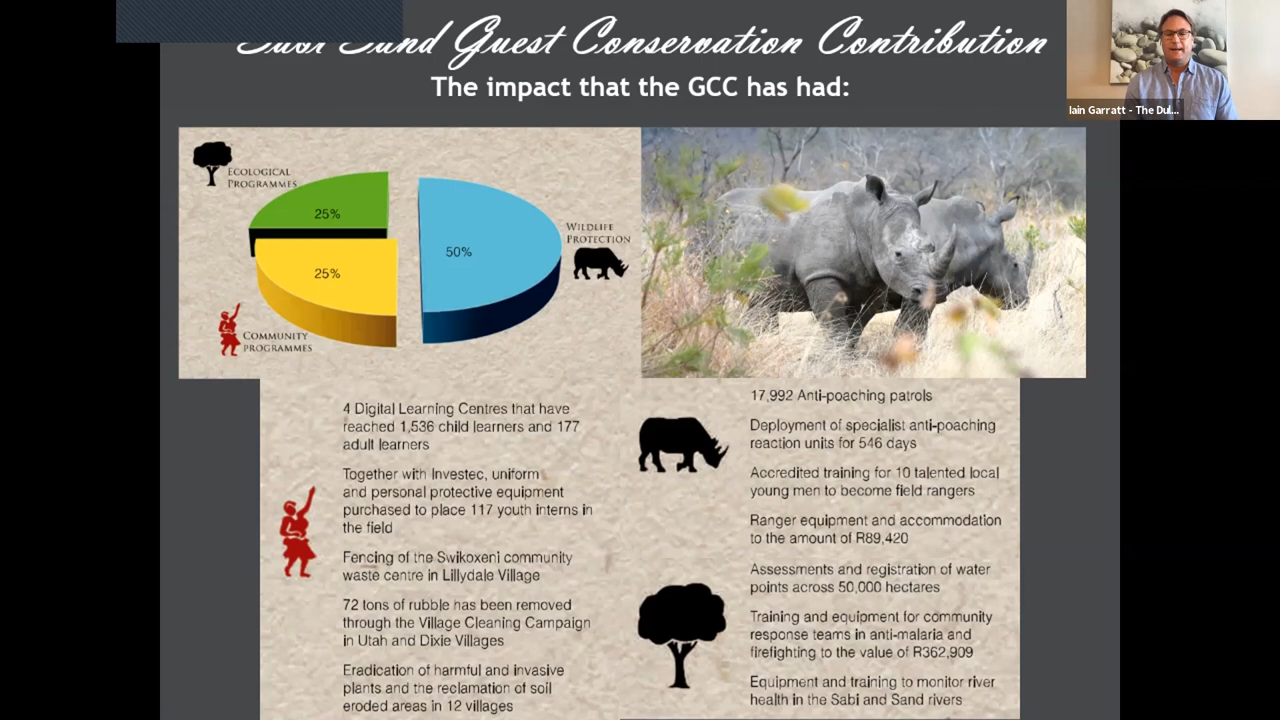 Sabi Sand Guest Conservation Contribution
The impact that the GCC has had:
Iain Garratt - The Dul...
ECOLOGICAL
PROGRAMMES
25%
50%
WILDLIFE
PROTECTION
25%
COMMUNITY
PROGRAMMES
4 Digital Learning Centres that have
reached 1,536 child learners and 177
adult learners
Together with Investec, uniform
and personal protective equipment
purchased to place 117 youth interns in
the field
Fencing of the Swikoxeni community
waste centre in Lillydale Village
72 tons of rubble has been removed
through the Village Cleaning Campaign
in Utah and Dixie Villages
Eradication of harmful and invasive
plants and the reclamation of soil
eroded areas in 12 villages
17,992 Anti-poaching patrols
Deployment of specialist anti-poaching
reaction units for 546 days
Accredited training for 10 talented local
young men to become field rangers
Ranger equipment and accommodation
to the amount of R89,420
Assessments and registration of water
points across 50,000 hectares
Training and equipment for community
response teams in anti-malaria and
firefighting to the value of R362,909
Equipment and training to monitor river
health in the Sabi and Sand rivers